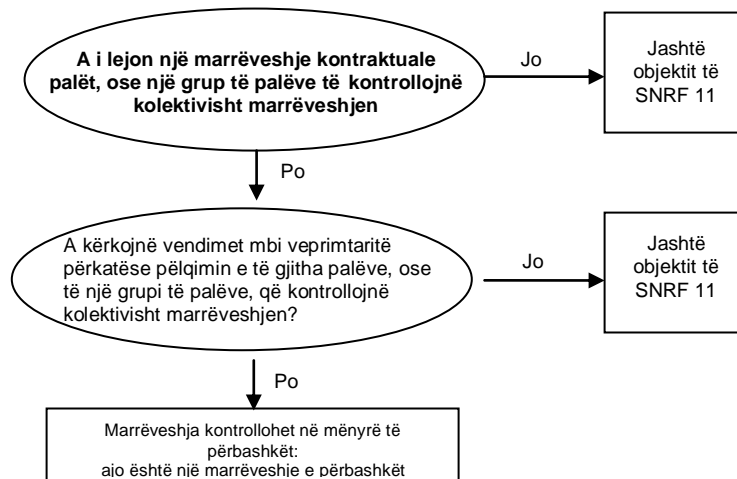 A i lejon një marrëveshje kontraktuale
palët, ose një grup të palëve të kontrollojnë
kolektivisht marrëveshjen
Jo
Jashtë
objektit të
SNRF 11
Po
A kërkojnë vendimet mbi veprimtaritë
përkatëse pëlqimin e të gjitha palëve, ose
të një grupi të palëve, që kontrollojnë
kolektivisht marrëveshjen?
Jo
Jashtë
objektit të
SNRF 11
Po
Marrëveshja kontrollohet në mënyrë të
përbashkët:
ajo është një marrëveshje e përbashkët